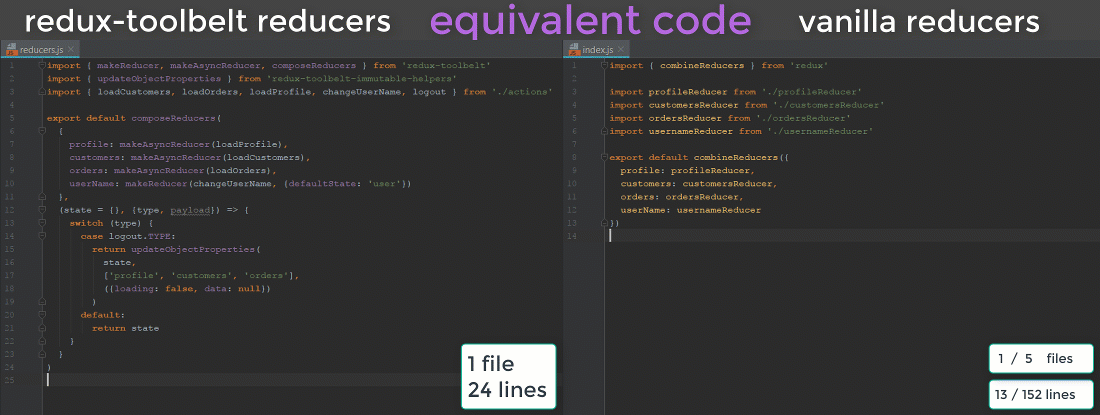 redux-toolbelt reducers
equivalent code
vanilla reducers
reducers.js
1 import { makeReducer, makeAsyncReducer, composeReducers } from 'redux-toolbelt'
2 import { updateObjectProperties } from 'redux-toolbelt-immutable-helpers'
3 import { loadCustomers, loadOrders, loadProfile, changeUserName, logout } from './actions'
4
5 export default composeReducers(
6 {
7 profile: makeAsyncReducer(loadProfile),
8 customers: makeAsyncReducer(loadCustomers),
9 orders: makeAsyncReducer(loadOrders),
10 userName: makeReducer(changeUserName, {defaultState: 'user'})
11 },
12 (state = {}, {type, payload}) => {
13 switch (type) {
14 case logout.TYPE:
15 return updateObjectProperties(
16 state,
17 ['profile', 'customers', 'orders'],
18 ({loading: false, data: null})
19 )
20 default:
21 return state
22 }
23 }
24 )
25
1 file
24 lines
index.js
1 import { combineReducers } from 'redux'
2
3 import profileReducer from './profileReducer'
4 import customersReducer from './customersReducer'
5 import ordersReducer from './ordersReducer'
6 import usernameReducer from './usernameReducer'
7
8 export default combineReducers({
9 profile: profileReducer,
10 customers: customersReducer,
11 orders: ordersReducer,
12 userName: usernameReducer
13 })
14
1 / 5 files
13 / 152 lines